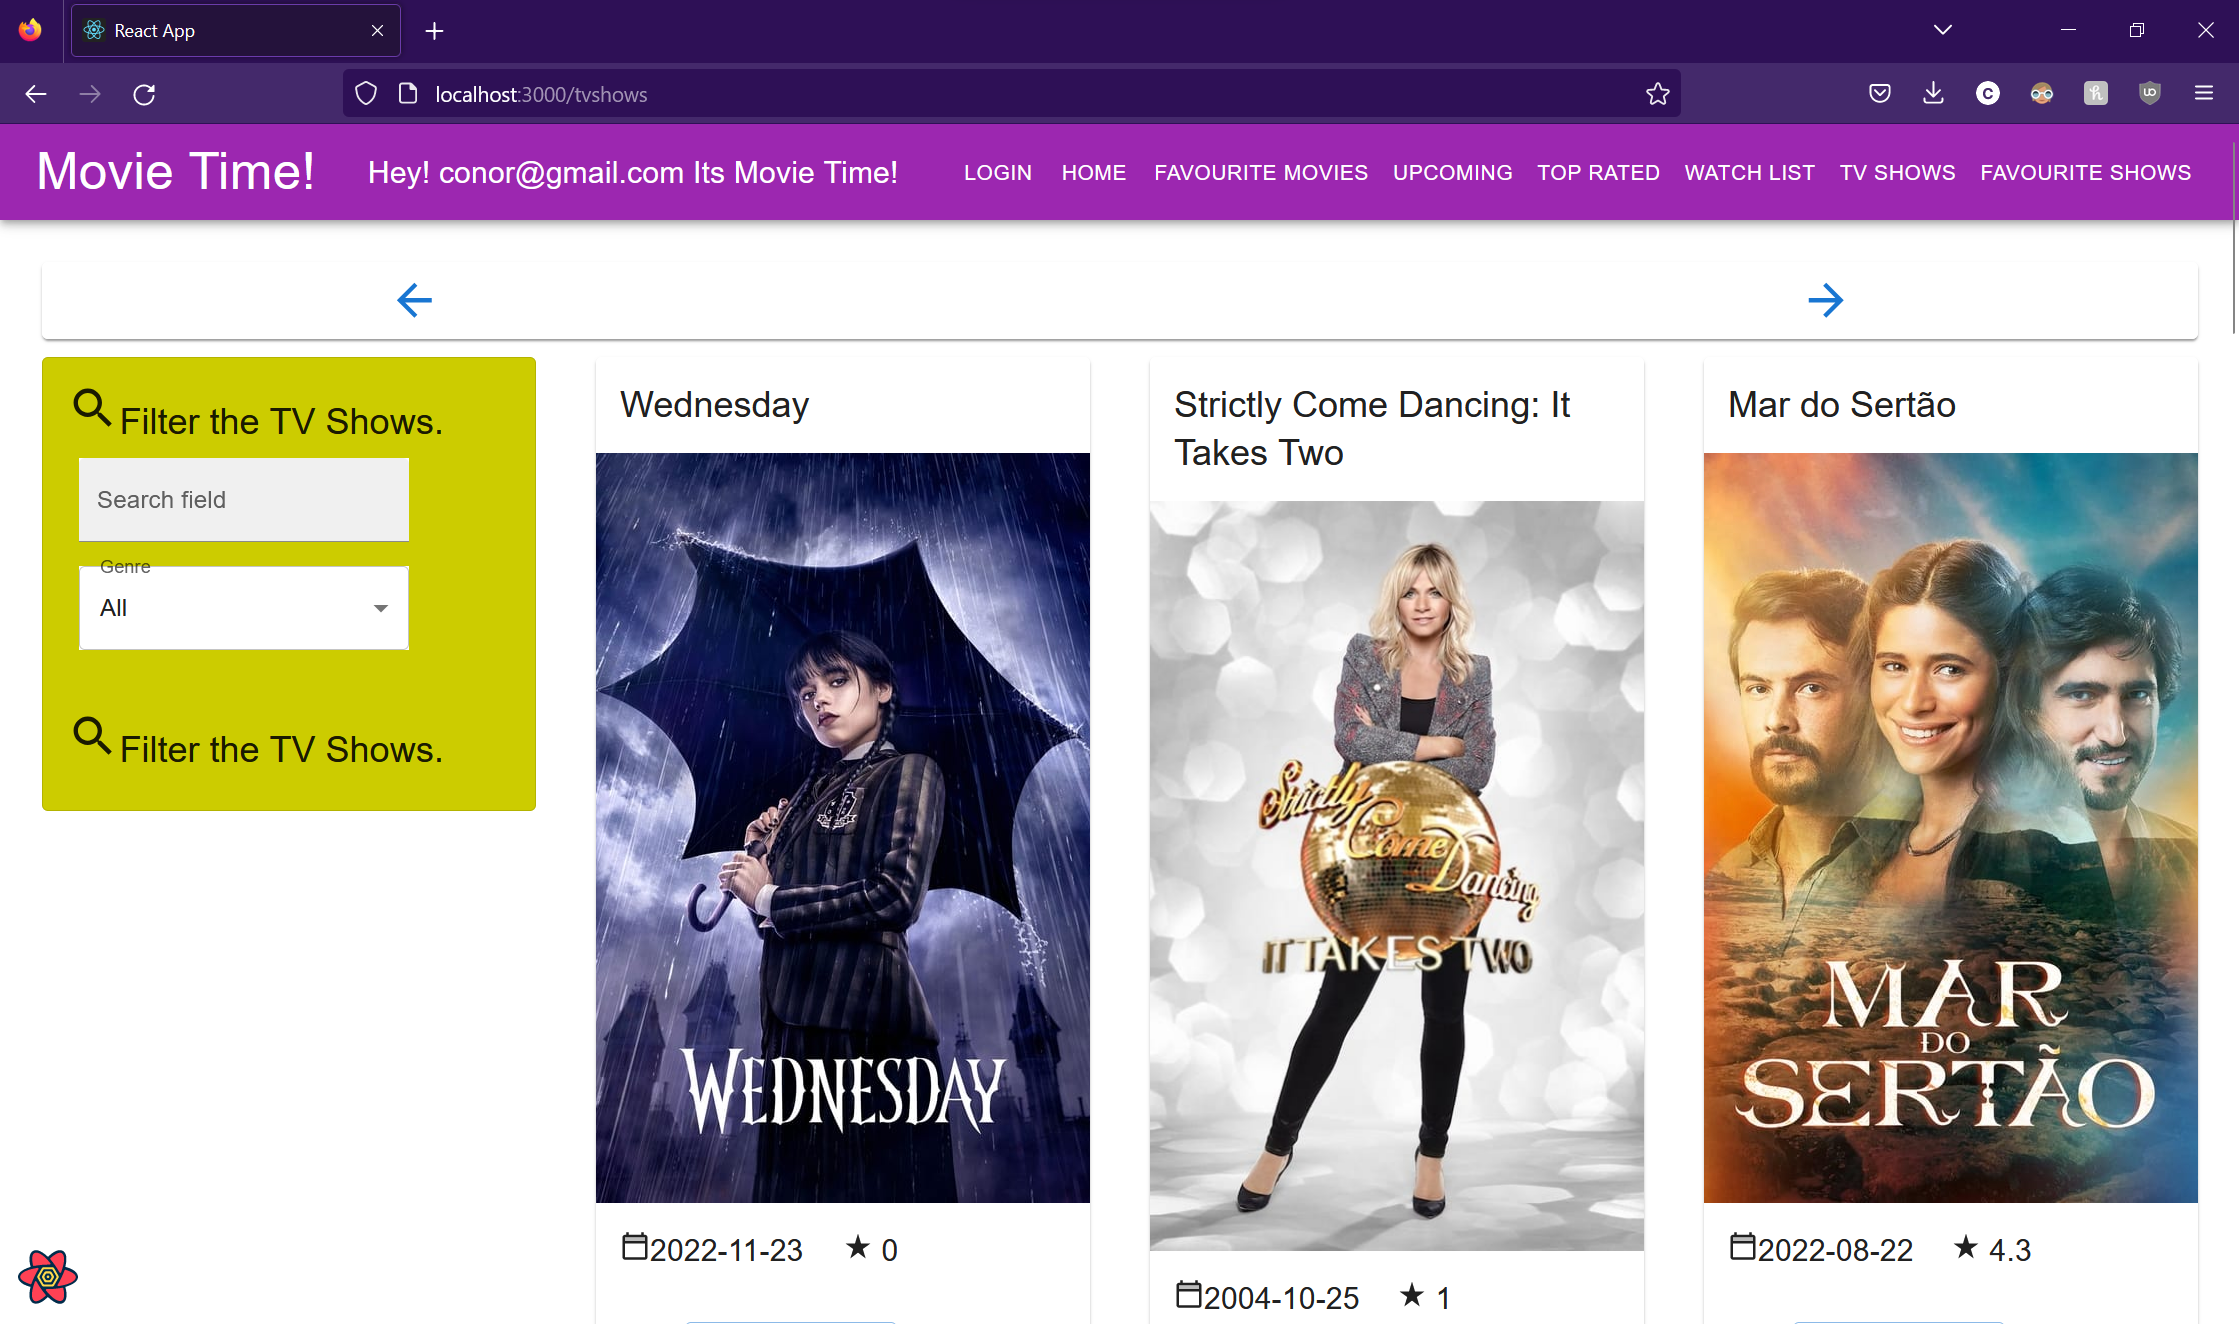 React App
localhost:3000/tvshows
Movie Time!
Hey! conor@gmail.com Its Movie Time!
LOGIN HOME FAVOURITE MOVIES UPCOMING TOP RATED WATCH LIST TV SHOWS FAVOURITE SHOWS
Filter the TV Shows.
Search field
Genre
All
Filter the TV Shows.
Wednesday
WEDNESDAY
2022-11-23 ★ 0
Strictly Come Dancing: It
Takes Two
Strictly
Come
Dancing
IT TAKES TWO
2004-10-25 ★ 1
Mar do Sertão
MAR
DO
SERTÃO
2022-08-22 ★ 4.3